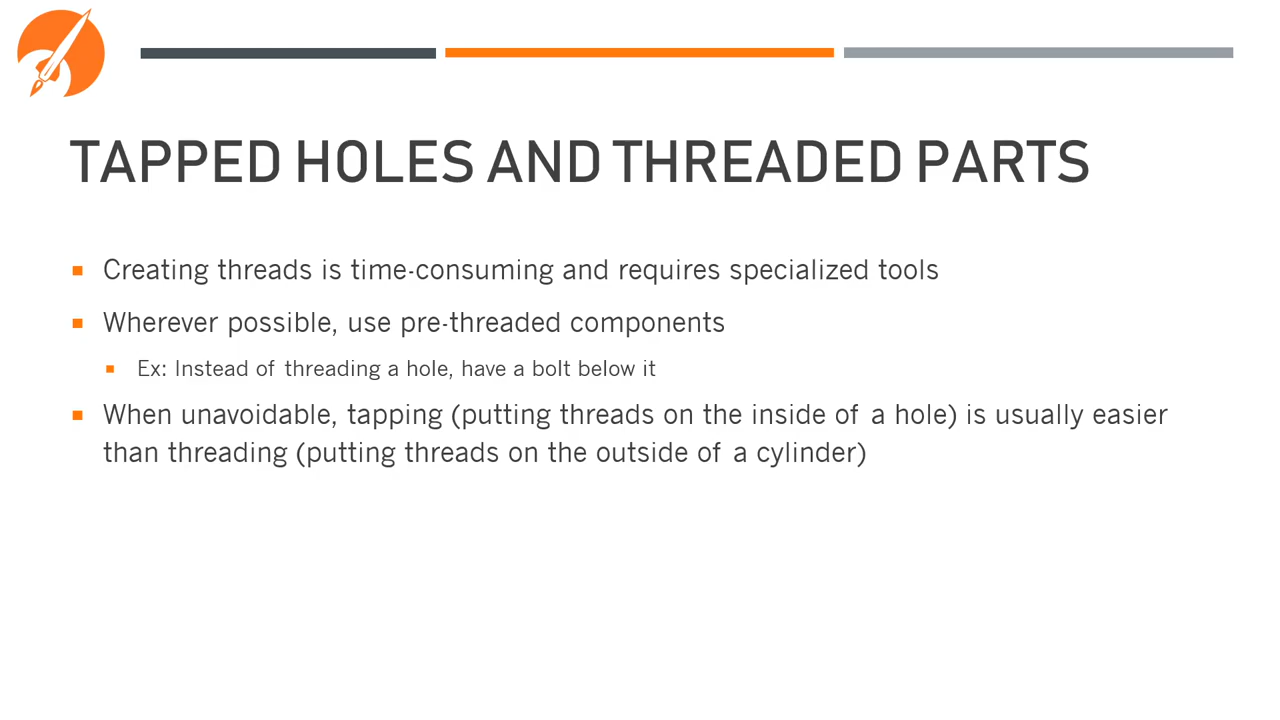 TAPPED HOLES AND THREADED PARTS
Creating threads is time-consuming and requires specialized tools
Wherever possible, use pre-threaded components
Ex: Instead of threading a hole, have a bolt below it
When unavoidable, tapping (putting threads on the inside of a hole) is usually easier
than threading (putting threads on the outside of a cylinder)